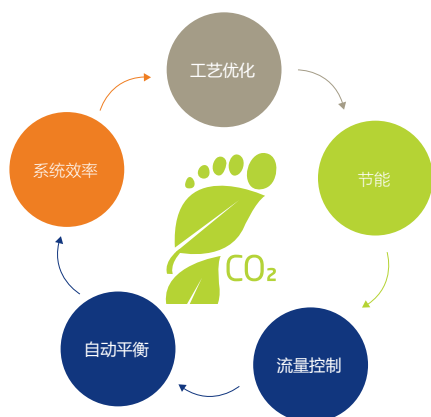 工艺优化
节能
流量控制
自动平衡
系统效率
CO₂